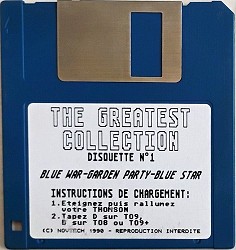 THE GREATEST
COLLECTION
DISQUETTE N°1
BLUE WAR-GARDEN PARTY-BLUE STAR
INSTRUCTIONS DE CHARGEMENT:
1.Eteignez puis rallumez
votre THOMSON
2.Tapez D sur TO9,
G sur TO8 ou TO9+
(C) NOVTECH 1990 - REPRODUCTION INTERDITE